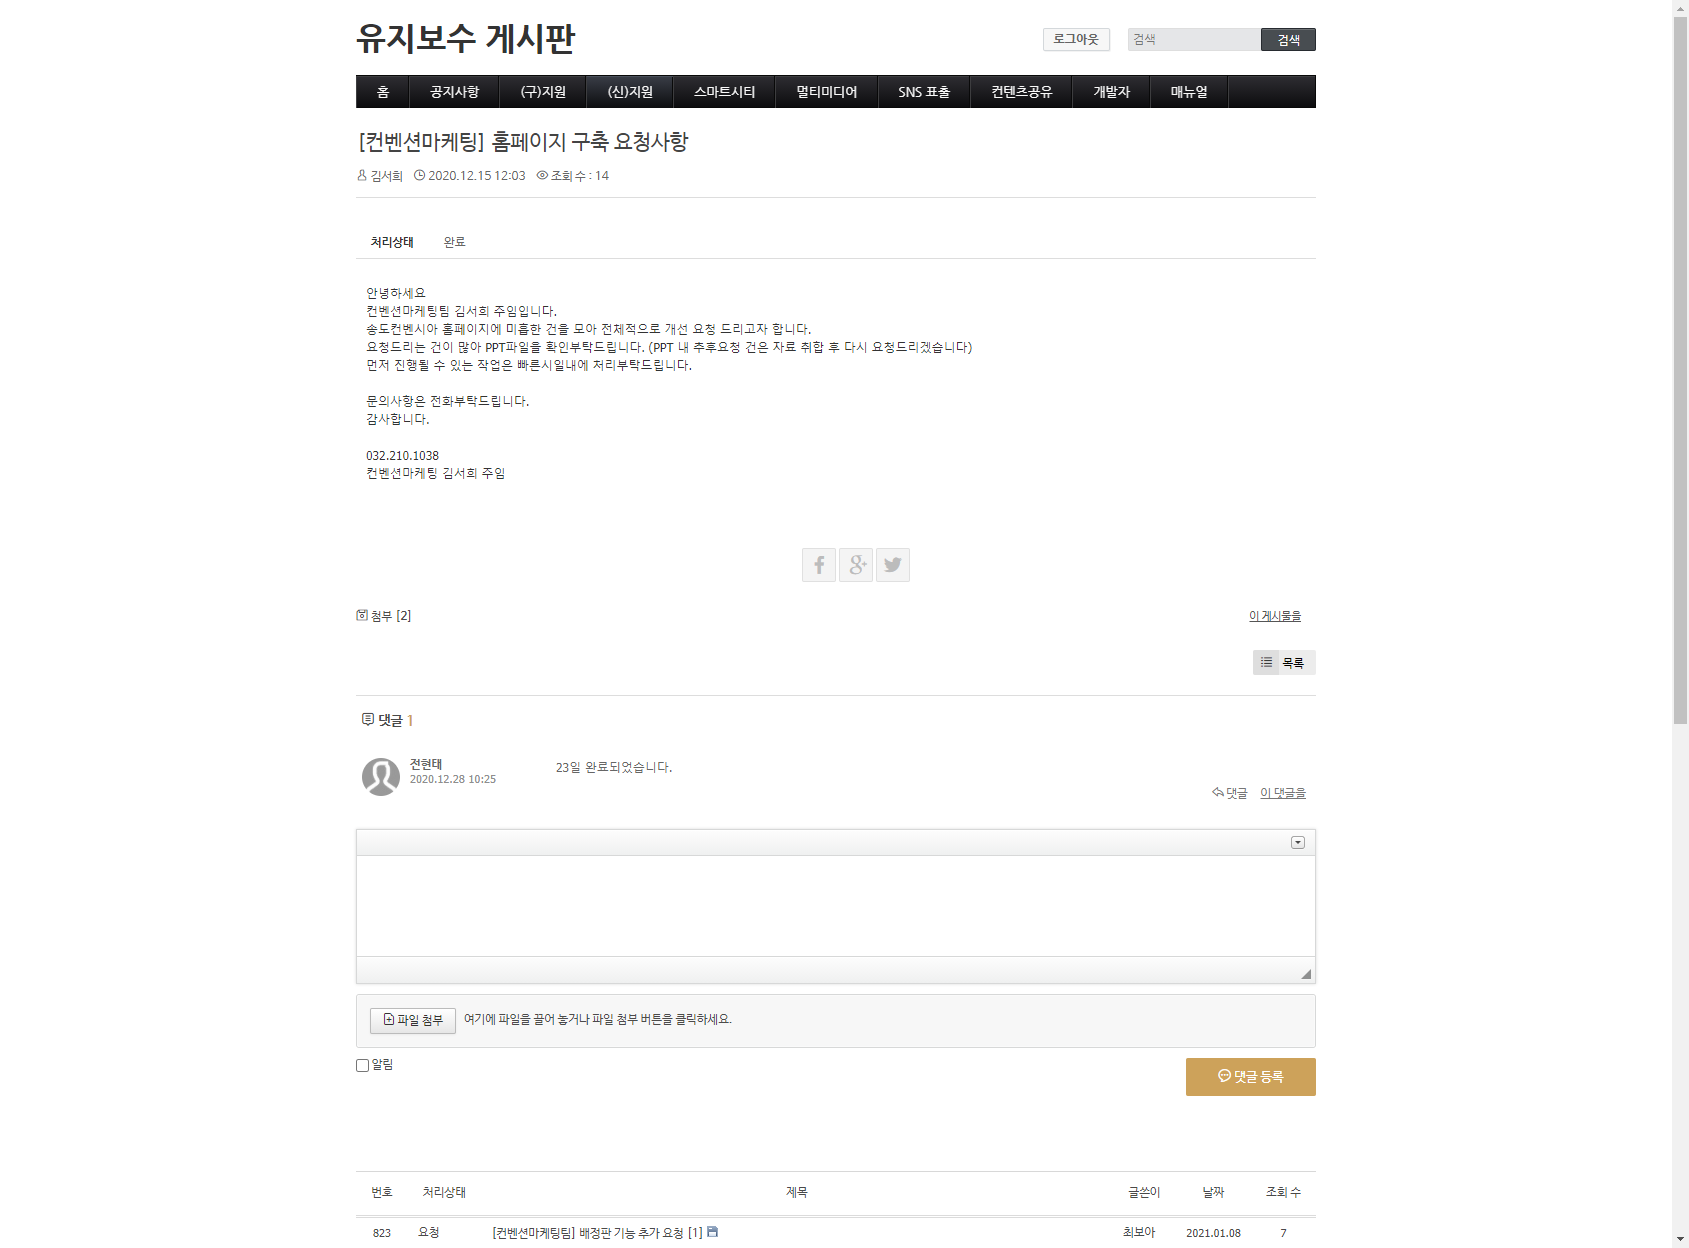 유지보수 게시판
로그아웃 검색 검색
홈 공지사항 (구)지원 (신)지원 스마트시티 멀티미디어 SNS 표출 컨텐츠공유 개발자 매뉴얼
[컨벤션마케팅] 홈페이지 구축 요청사항
김서희 2020.12.15 12:03 조회 수 : 14
처리상태 완료
안녕하세요
컨벤션마케팅팀 김서희 주임입니다.
송도컨벤시아 홈페이지에 미흡한 건을 모아 전체적으로 개선 요청 드리고자 합니다.
요청드리는 건이 많아 PPT파일을 확인부탁드립니다. (PPT 내 추후요청 건은 자료 취합 후 다시 요청드리겠습니다)
먼저 진행될 수 있는 작업은 빠른시일내에 처리부탁드립니다.
문의사항은 전화부탁드립니다.
감사합니다.
032.210.1038
컨벤션마케팅 김서희 주임
첨부 [2] 이 게시물을
목록
댓글 1
전현태 23일 완료되었습니다.
2020.12.28 10:25
댓글 이 댓글을
파일 첨부 여기에 파일을 끌어 놓거나 파일 첨부 버튼을 클릭하세요.
알림 댓글 등록
번호 처리상태 제목 글쓴이 날짜 조회 수
823 요청 [컨벤션마케팅팀] 배정판 기능 추가 요청 [1] 최보아 2021.01.08 7